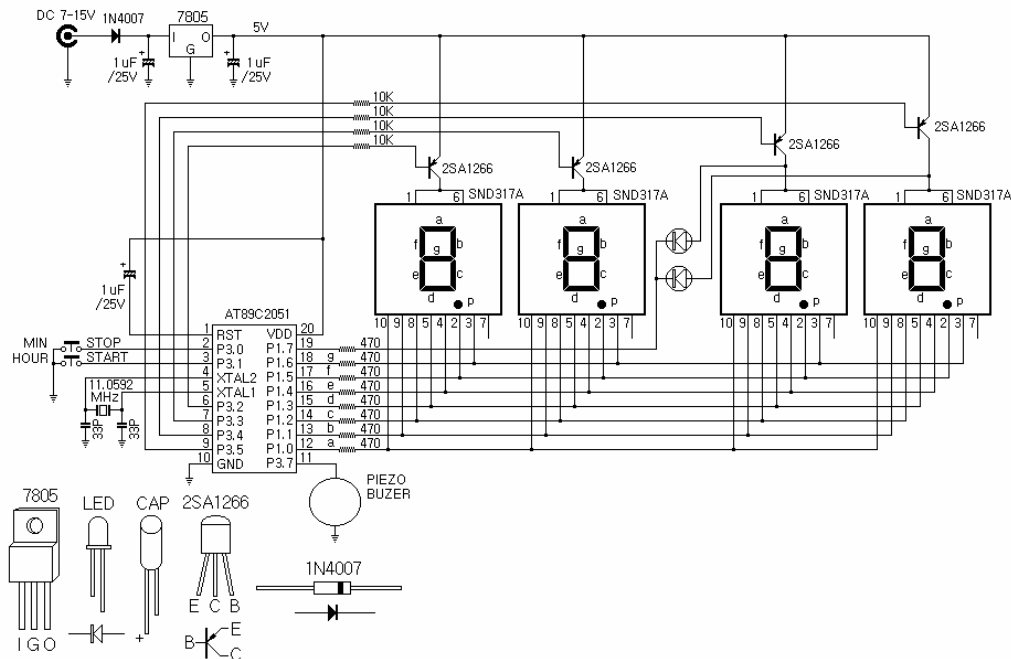 DC 7-15V
1N4007
7805
I O
G
5V
+
1uF
/25V
+
1uF
/25V
10K
10K
10K
10K
2SA1266
2SA1266
2SA1266
2SA1266
1 6 SND317A
1 6 SND317A
1 6 SND317A
1 6 SND317A
a
f b
g
e c
d
p
a
f b
g
e c
d
p
a
f b
g
e c
d
p
a
f b
g
e c
d
p
10 9 8 5 4 2 3 7
10 9 8 5 4 2 3 7
10 9 8 5 4 2 3 7
10 9 8 5 4 2 3 7
+
1uF
/25V
AT89C2051
1 RST VDD 20
MIN STOP 2 P3.0 P1.7 19 470
HOUR START 3 P3.1 P1.6 18 g 470
4 XTAL2 P1.5 17 f 470
11.0592
MHz
5 XTAL1 P1.4 16 e 470
6 P3.2 P1.3 15 d 470
33P 33P
7 P3.3 P1.2 14 c 470
8 P3.4 P1.1 13 b 470
9 P3.5 P1.0 12 a 470
10 GND P3.7 11
PIEZO
BUZER
7805
I G O
LED
CAP
+
2SA1266
E C B
B E
C
1N4007